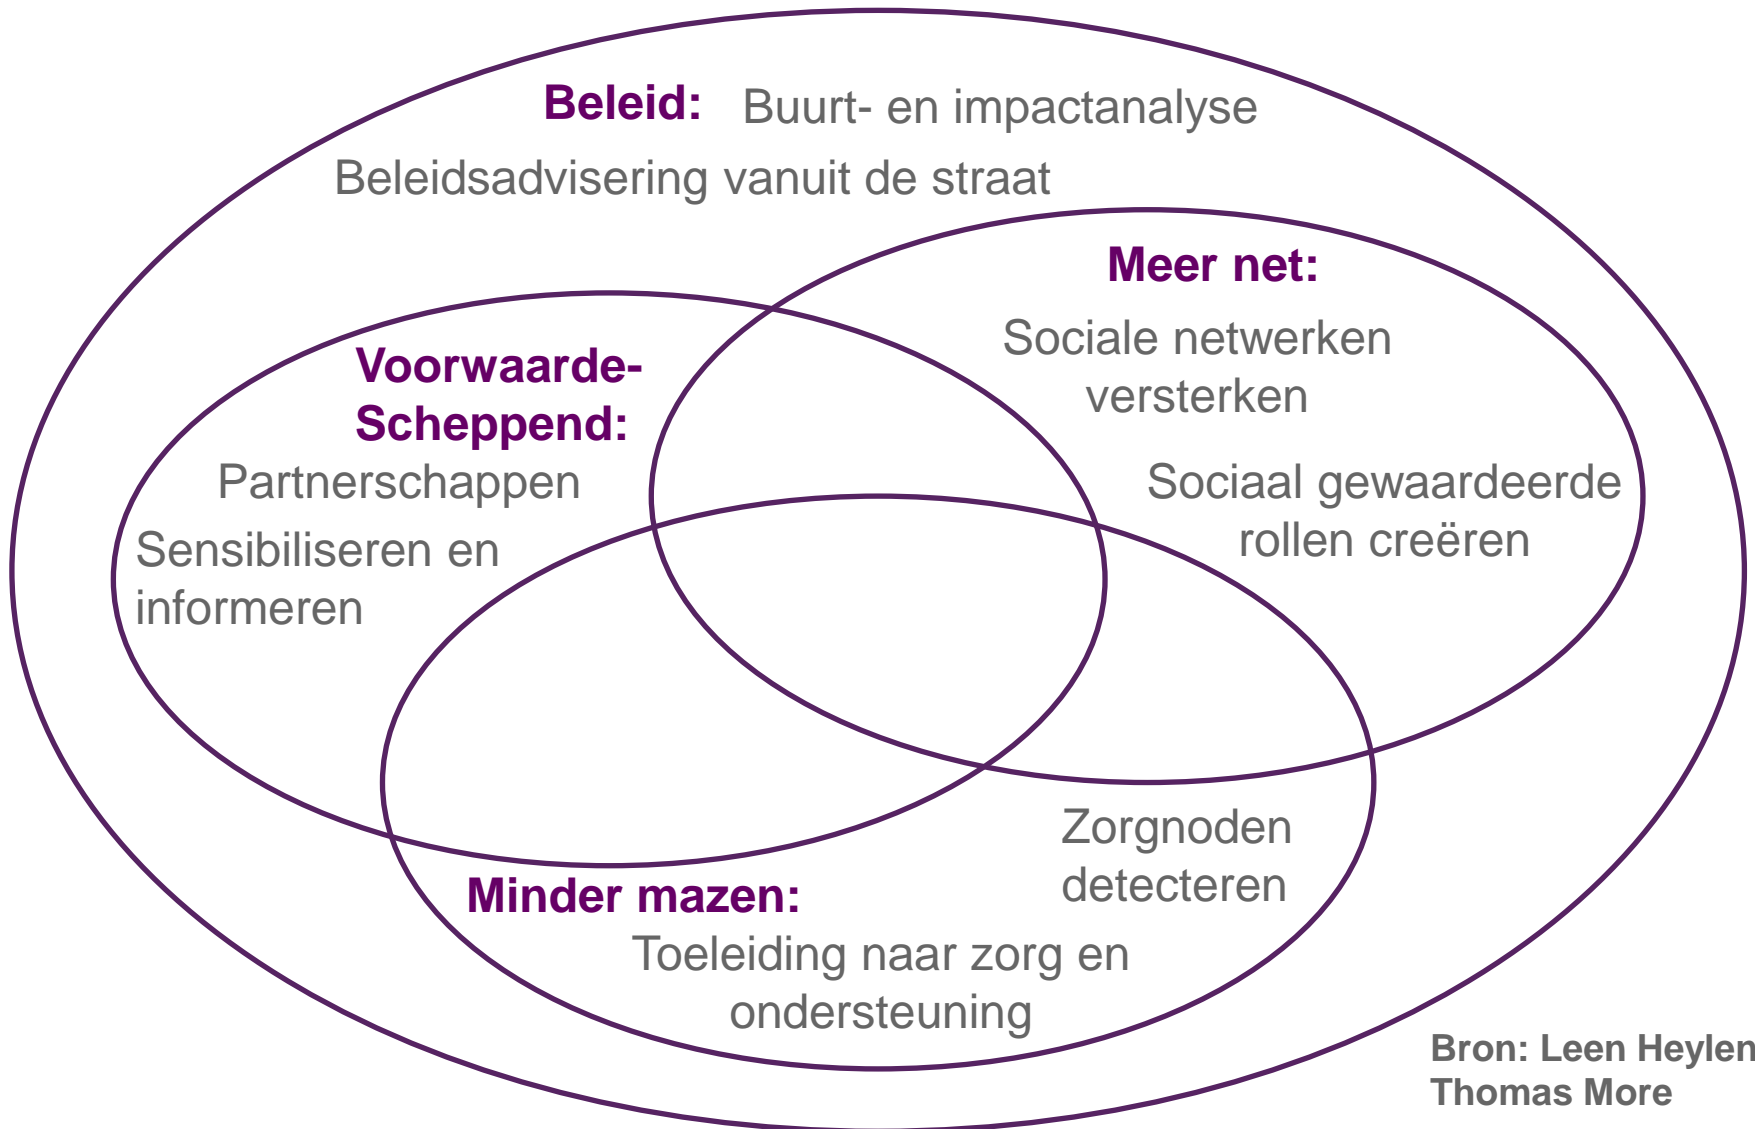 Beleid: Buurt- en impactanalyse
Beleidsadvisering vanuit de straat
Meer net:
Sociale netwerken
versterken
Sociaal gewaardeerde
rollen creëren
Voorwaarde-
Scheppend:
Partnerschappen
Sensibiliseren en
informeren
Zorgnoden
detecteren
Minder mazen:
Toeleiding naar zorg en
ondersteuning
Bron: Leen Heylen
Thomas More